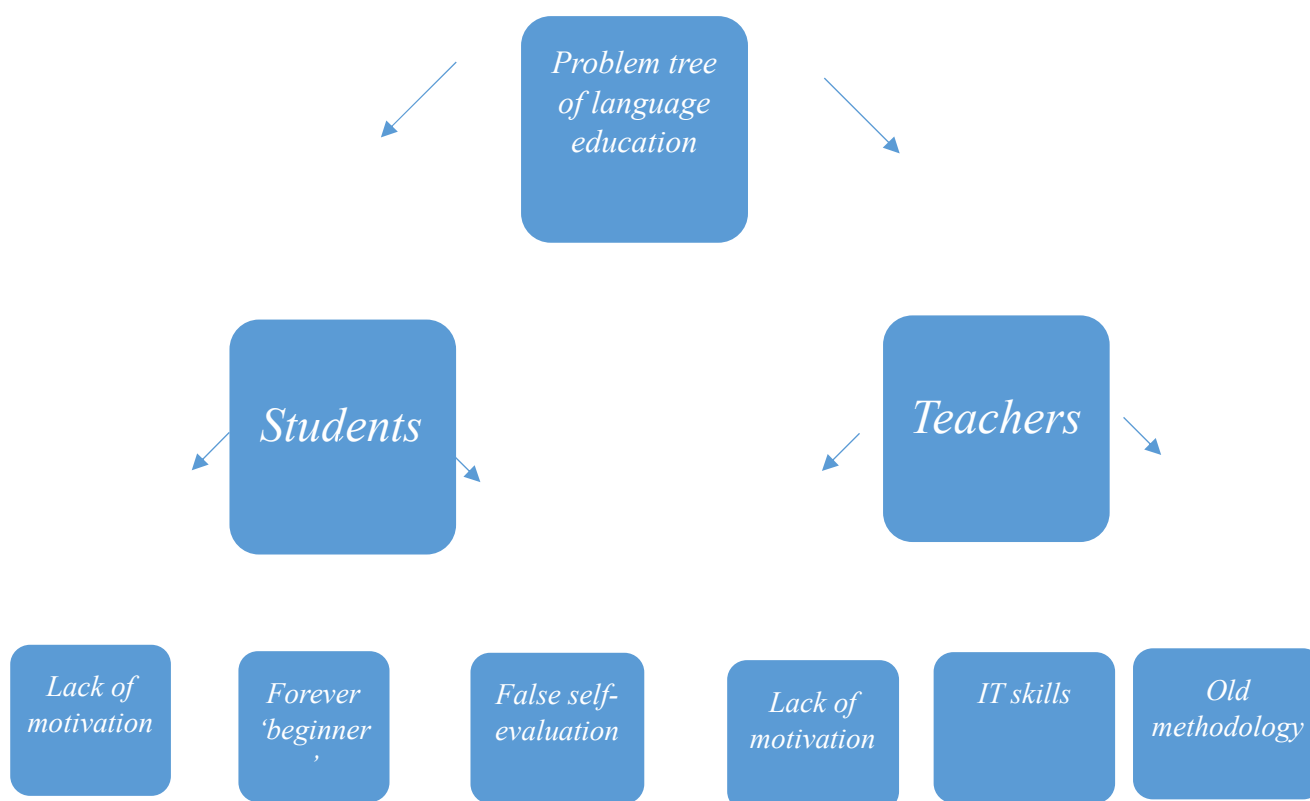 Problem tree
of language
education
Students
Teachers
Lack of
motivation
Forever
‘beginner
’
False self-
evaluation
Lack of
motivation
IT skills
Old
methodology